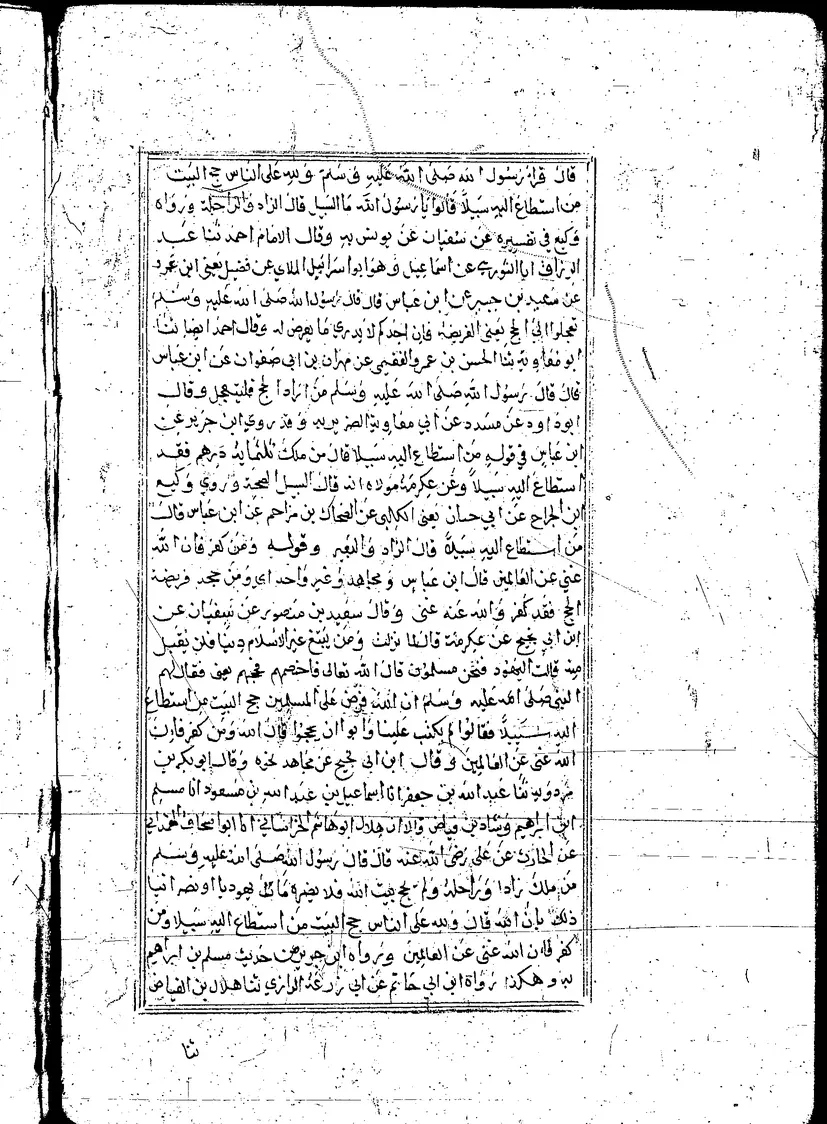 قال قرا رسول الله صلى الله عليه وسلم ولله على الناس حج البيت
من استطاع اليه سبيلا قالوا يا رسول الله ما السبيل قال الزاد والراحلة ورواه
وكيع في تفسيره عن سفيان عن يونس به وقال الامام احمد ثنا عبد
الرزاق انا الثوري عن اسماعيل وهو ابو اسرائيل الملاي عن فضيل يعنى ابن عمرو
عن سعيد بن جبير عن ابن عباس قال قال رسول الله صلى الله عليه وسلم
تعجلوا الى الحج يعنى الفريضة فان احدكم لا يدري ما يعرض له وقال احمد ايضا ثنا
ابو معاوية ثنا الحسن بن عمرو الفقيمي عن مهران بن ابي صفوان عن ابن عباس
قال قال رسول الله صلى الله عليه وسلم من اراد الحج فليتعجل وقال
ابو داود عن مسدد عن ابي معاوية الضرير به وقد روي ابن جرير عن
ابن عباس في قوله من استطاع اليه سبيلا قال من ملك ثلثماية درهم فقد
استطاع اليه سبيلا وعن عكرمة مولاه انه قال السبيل الصحة وروي وكيع
ابن الجراح عن ابي حسان يعنى الكلبي عن الضحاك بن مزاحم عن ابن عباس قال
من استطاع اليه سبيلا قال الزاد والبعير وقوله ومن كفر فان الله
غني عن العالمين قال ابن عباس ومجاهد وغير واحد اي ومن جحد فريضة
الحج فقد كفر والله عنه غنى وقال سعيد بن منصور عن سفيان عن
ابن ابي نجيح عن عكرمة قال لما نزلت ومن يبتغ غير الاسلام دينا فلن يقبل
منه قالت اليهود فنحن مسلمون قال الله تعالى فاخصمهم فحجهم يعنى فقال لهم
النبي صلى الله عليه وسلم ان الله فرض على المسلمين حج البيت من استطاع
اليه سبيلا فقالوا لم يكتب علينا وابوا ان يحجوا قال الله ومن كفر فان
الله غنى عن العالمين وقال ابن ابي نجيح عن مجاهد نحوه وقال ابو بكر بن
مردويه ثنا عبد الله بن جعفر انا اسماعيل بن عبد الله بن مسعود انا مسلم
ابن ابراهيم وشاذ بن فياض قالا انا هلال ابو هاشم الخراساني انا ابو اسحاق الهمداني
عن الحارث عن على رضى الله عنه قال قال رسول الله صلى الله عليه وسلم
من ملك زادا وراحلة ولم يحج بيت الله فلا يضره مات يهوديا او نصرانيا
ذلك بان الله قال ولله على الناس حج البيت من استطاع اليه سبيلا ومن
كفر فان الله غنى عن العالمين ورواه ابن جرير من حديث مسلم بن ابراهيم
به وهكذا رواه ابن ابي حاتم عن ابي زرعة الرازي ثنا هلال بن الفياض
ثنا